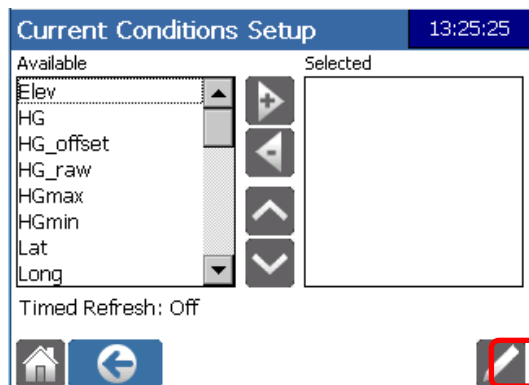 Current Conditions Setup
13:25:25
Available
Selected
Elev
HG
HG_offset
HG_raw
HGmax
HGmin
Lat
Long
Timed Refresh: Off